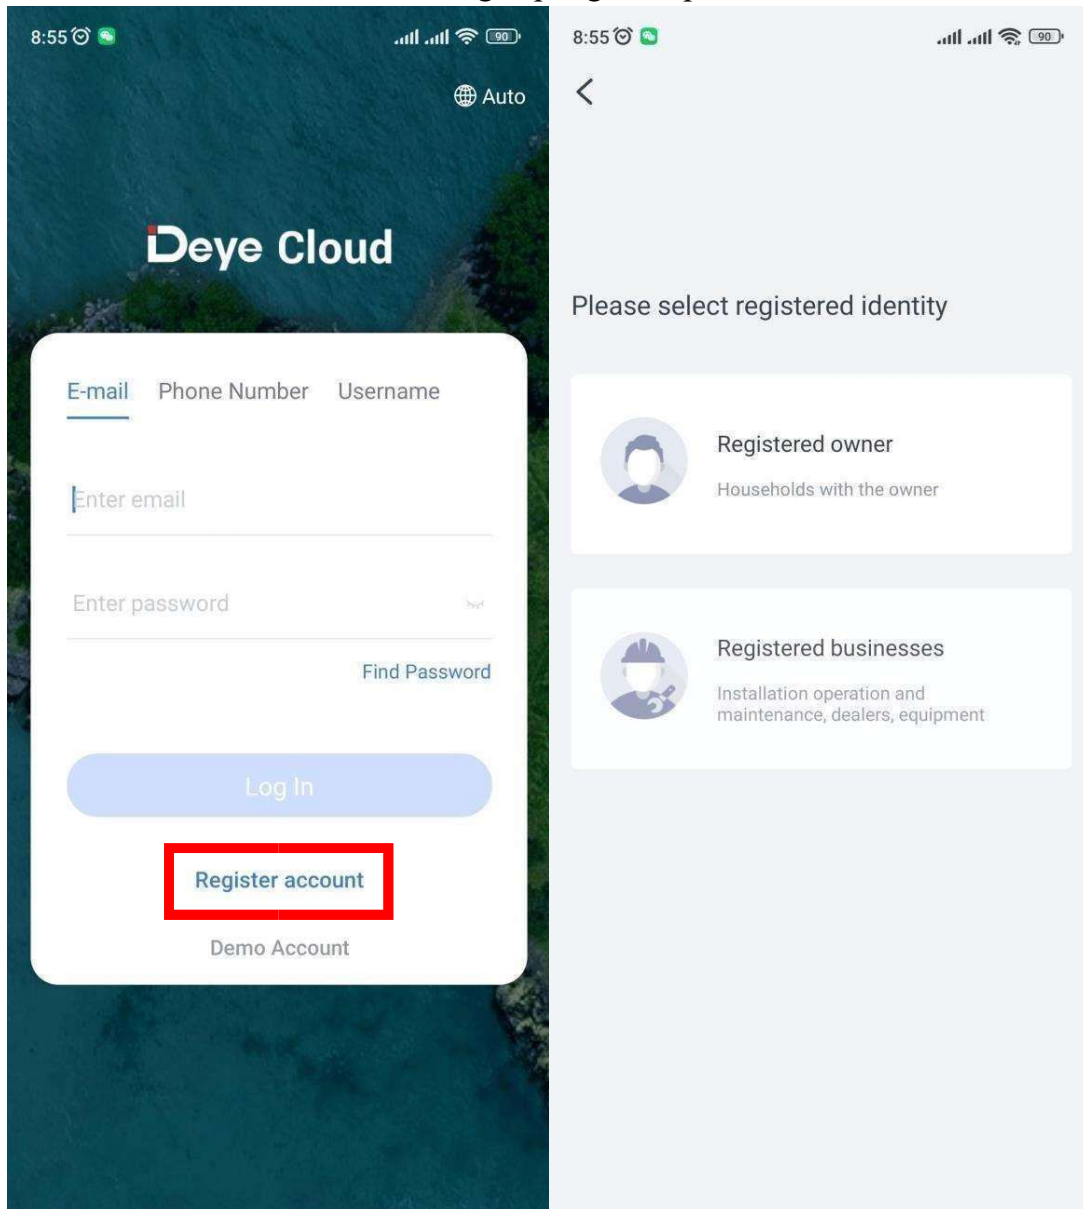 8:55
90
Auto
Deye Cloud
E-mail Phone Number Username
Enter email
Enter password
Find Password
Log In
Register account
Demo Account
8:55
90
Please select registered identity
Registered owner
Households with the owner
Registered businesses
Installation operation and
maintenance, dealers, equipment